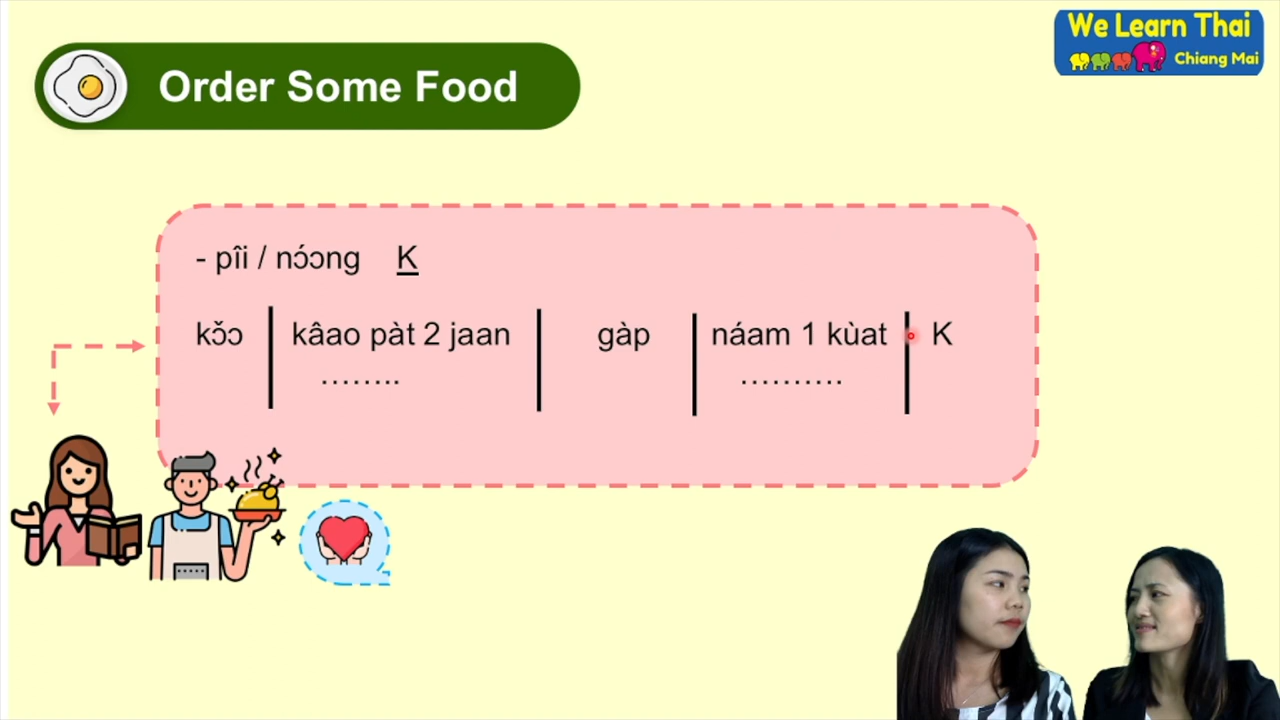 We Learn Thai
Chiang Mai
Order Some Food
- pîi / nɔ́ɔng K
kɔ̌ɔ kâao pàt 2 jaan gàp náam 1 kùat K
........ ..........